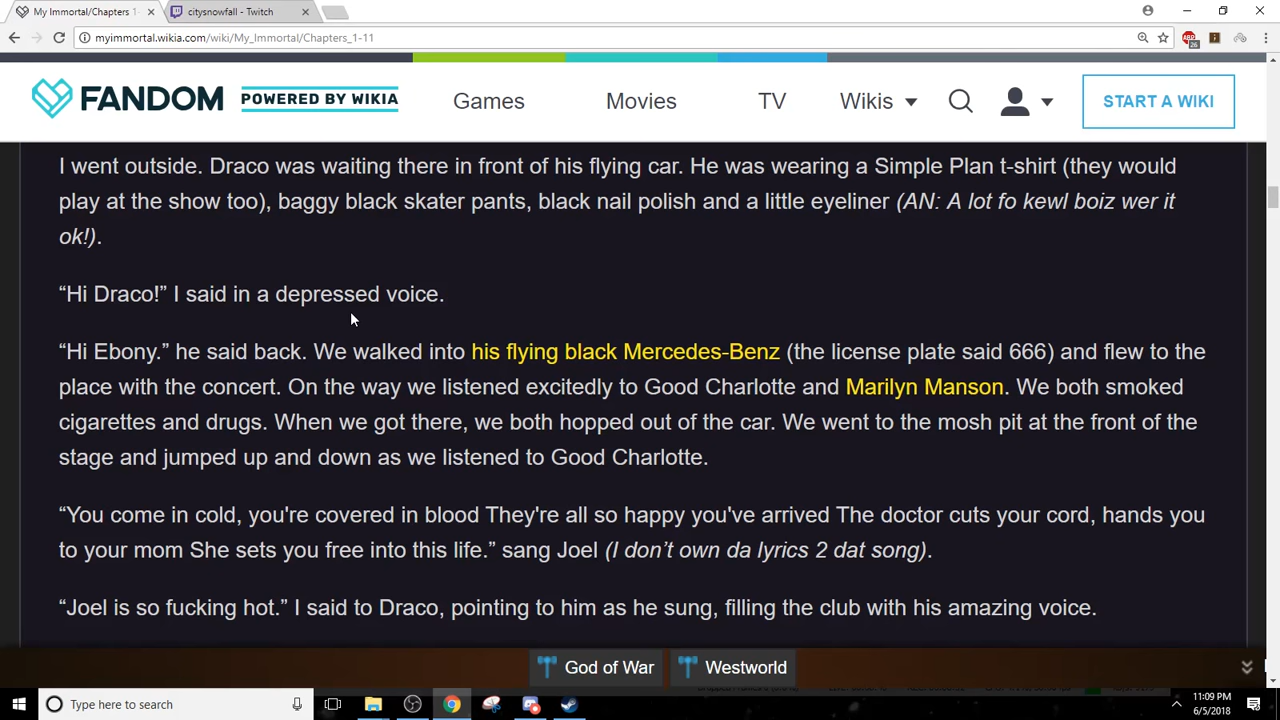 My Immortal/Chapters 1-
citysnowfall - Twitch
myimmortal.wikia.com/wiki/My_Immortal/Chapters_1-11
26
FANDOM
POWERED BY WIKIA
Games
Movies
TV
Wikis
START A WIKI
I went outside. Draco was waiting there in front of his flying car. He was wearing a Simple Plan t-shirt (they would
play at the show too), baggy black skater pants, black nail polish and a little eyeliner (AN: A lot fo kewl boiz wer it
ok!).
“Hi Draco!” I said in a depressed voice.
“Hi Ebony.” he said back. We walked into his flying black Mercedes-Benz (the license plate said 666) and flew to the
place with the concert. On the way we listened excitedly to Good Charlotte and Marilyn Manson. We both smoked
cigarettes and drugs. When we got there, we both hopped out of the car. We went to the mosh pit at the front of the
stage and jumped up and down as we listened to Good Charlotte.
“You come in cold, you're covered in blood They're all so happy you've arrived The doctor cuts your cord, hands you
to your mom She sets you free into this life.” sang Joel (I don’t own da lyrics 2 dat song).
“Joel is so fucking hot.” I said to Draco, pointing to him as he sung, filling the club with his amazing voice.
God of War
Westworld
Type here to search
11:09 PM
6/5/2018